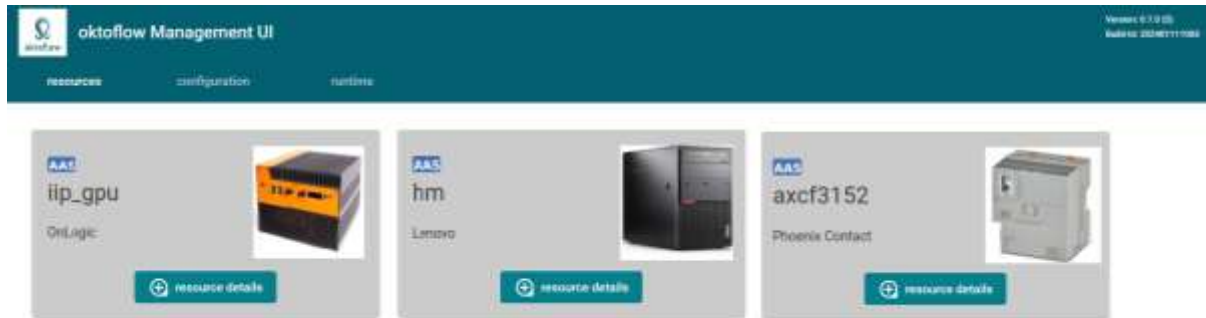 oktoflow
oktoflow Management UI
resources configuration runtime
AAS
iip_gpu
OnLogic
resource details
AAS
hm
Lenovo
resource details
AAS
axcf3152
Phoenix Contact
resource details